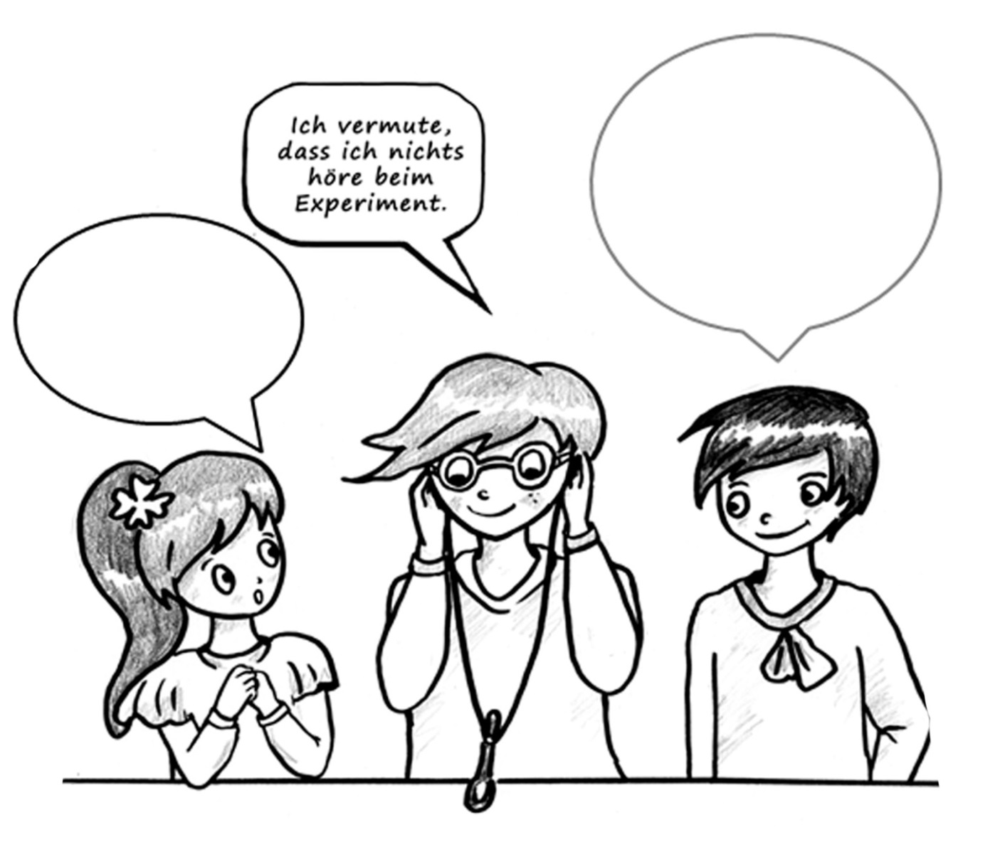 Ich vermute,
dass ich nichts
höre beim
Experiment.